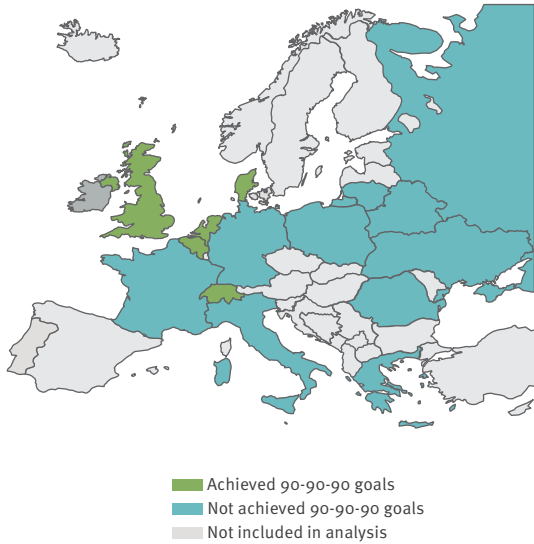 Achieved 90-90-90 goals
Not achieved 90-90-90 goals
Not included in analysis